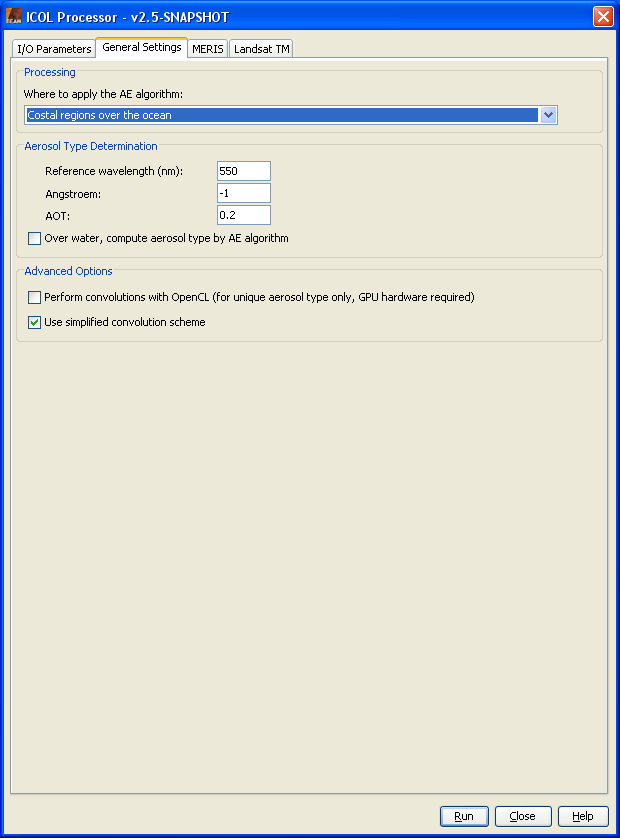 ICOL Processor - v2.5-SNAPSHOT
I/O Parameters General Settings MERIS Landsat TM
Processing
Where to apply the AE algorithm:
Costal regions over the ocean
Aerosol Type Determination
Reference wavelength (nm): 550
Angstroem: -1
AOT: 0.2
Over water, compute aerosol type by AE algorithm
Advanced Options
Perform convolutions with OpenCL (for unique aerosol type only, GPU hardware required)
Use simplified convolution scheme
Run Close Help